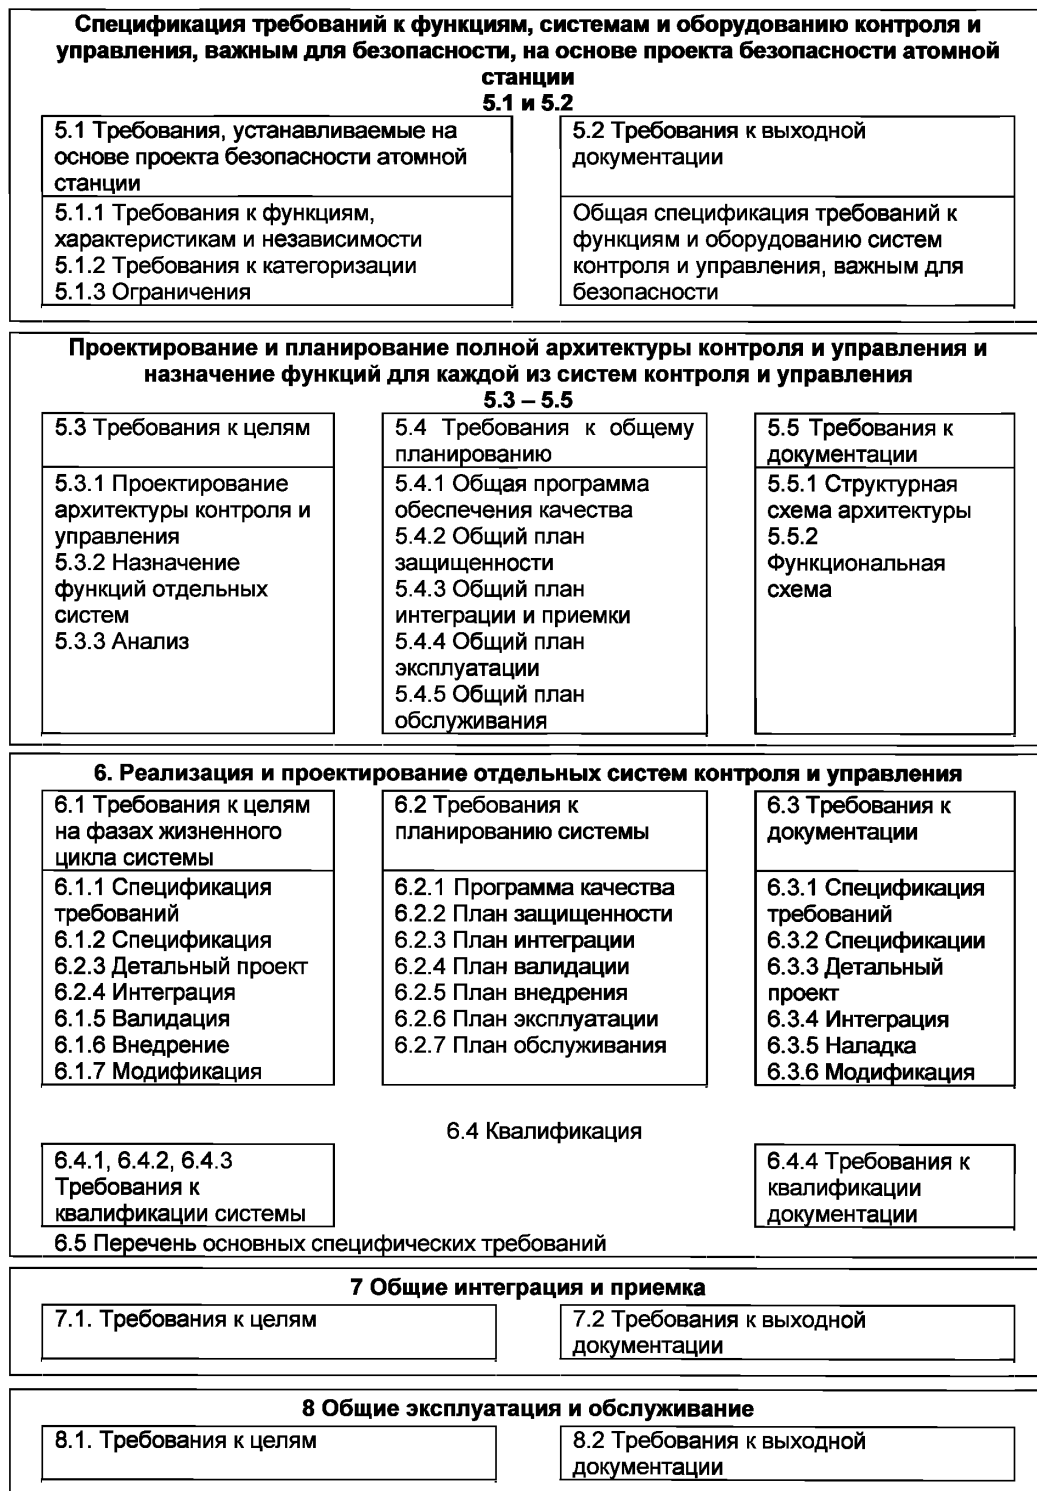 Спецификация требований к функциям, системам и оборудованию контроля и
управления, важным для безопасности, на основе проекта безопасности атомной
станции
5.1 и 5.2
5.1 Требования, устанавливаемые на
основе проекта безопасности атомной
станции
5.2 Требования к выходной
документации
5.1.1 Требования к функциям,
характеристикам и независимости
5.1.2 Требования к категоризации
5.1.3 Ограничения
Общая спецификация требований к
функциям и оборудованию систем
контроля и управления, важным для
безопасности
Проектирование и планирование полной архитектуры контроля и управления и
назначение функций для каждой из систем контроля и управления
5.3 – 5.5
5.3 Требования к целям
5.4 Требования к общему
планированию
5.5 Требования к
документации
5.3.1 Проектирование
архитектуры контроля и
управления
5.3.2 Назначение
функций отдельных
систем
5.3.3 Анализ
5.4.1 Общая программа
обеспечения качества
5.4.2 Общий план
защищенности
5.4.3 Общий план
интеграции и приемки
5.4.4 Общий план
эксплуатации
5.4.5 Общий план
обслуживания
5.5.1 Структурная
схема архитектуры
5.5.2
Функциональная
схема
6. Реализация и проектирование отдельных систем контроля и управления
6.1 Требования к целям
на фазах жизненного
цикла системы
6.2 Требования к
планированию системы
6.3 Требования к
документации
6.1.1 Спецификация
требований
6.1.2 Спецификация
6.2.3 Детальный проект
6.2.4 Интеграция
6.1.5 Валидация
6.1.6 Внедрение
6.1.7 Модификация
6.2.1 Программа качества
6.2.2 План защищенности
6.2.3 План интеграции
6.2.4 План валидации
6.2.5 План внедрения
6.2.6 План эксплуатации
6.2.7 План обслуживания
6.3.1 Спецификация
требований
6.3.2 Спецификации
6.3.3 Детальный
проект
6.3.4 Интеграция
6.3.5 Наладка
6.3.6 Модификация
6.4 Квалификация
6.4.1, 6.4.2, 6.4.3
Требования к
квалификации системы
6.4.4 Требования к
квалификации
документации
6.5 Перечень основных специфических требований
7 Общие интеграция и приемка
7.1. Требования к целям
7.2 Требования к выходной
документации
8 Общие эксплуатация и обслуживание
8.1. Требования к целям
8.2 Требования к выходной
документации